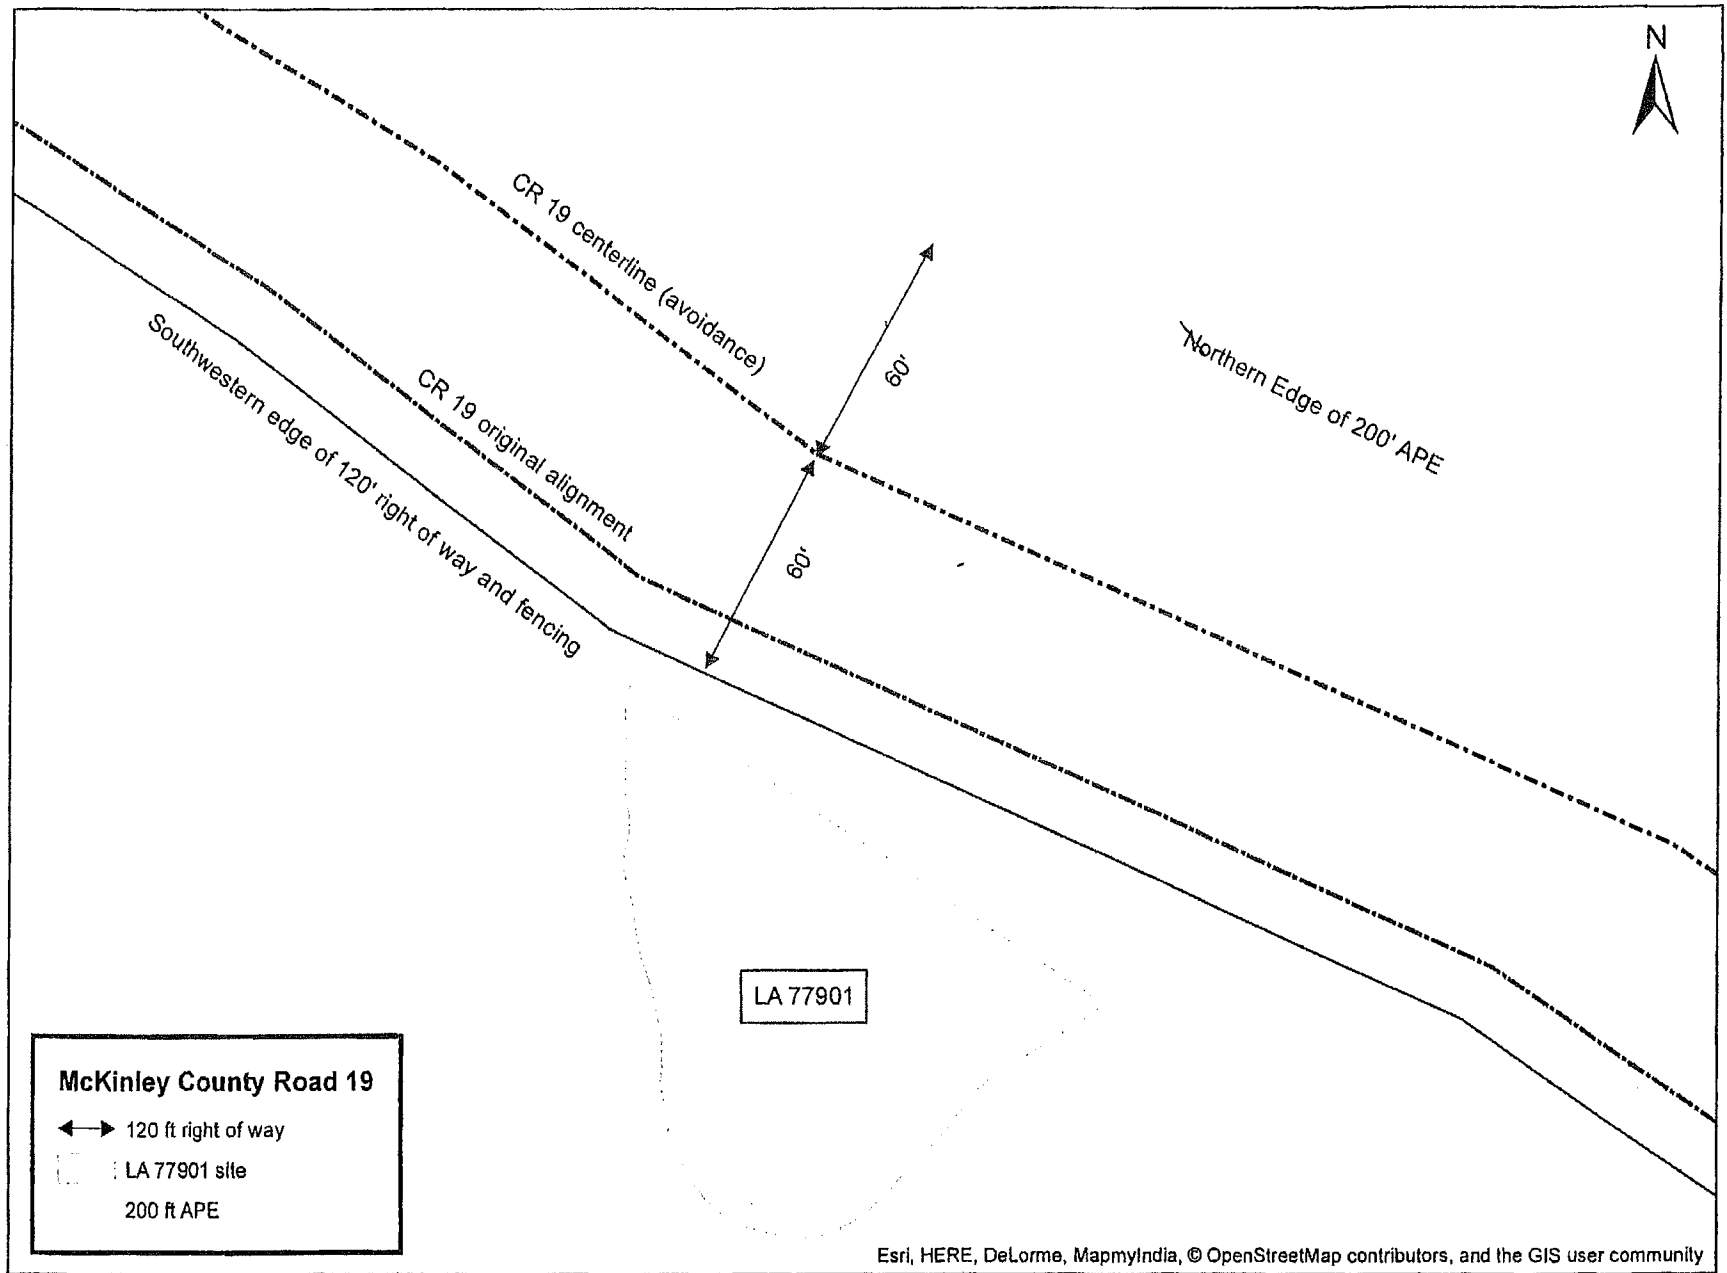 N
CR 19 centerline (avoidance)
60'
Northern Edge of 200' APE
CR 19 original alignment
Southwestern edge of 120' right of way and fencing
60'
LA 77901
McKinley County Road 19
120 ft right of way
LA 77901 site
200 ft APE
Esri, HERE, DeLorme, MapmyIndia, © OpenStreetMap contributors, and the GIS user community